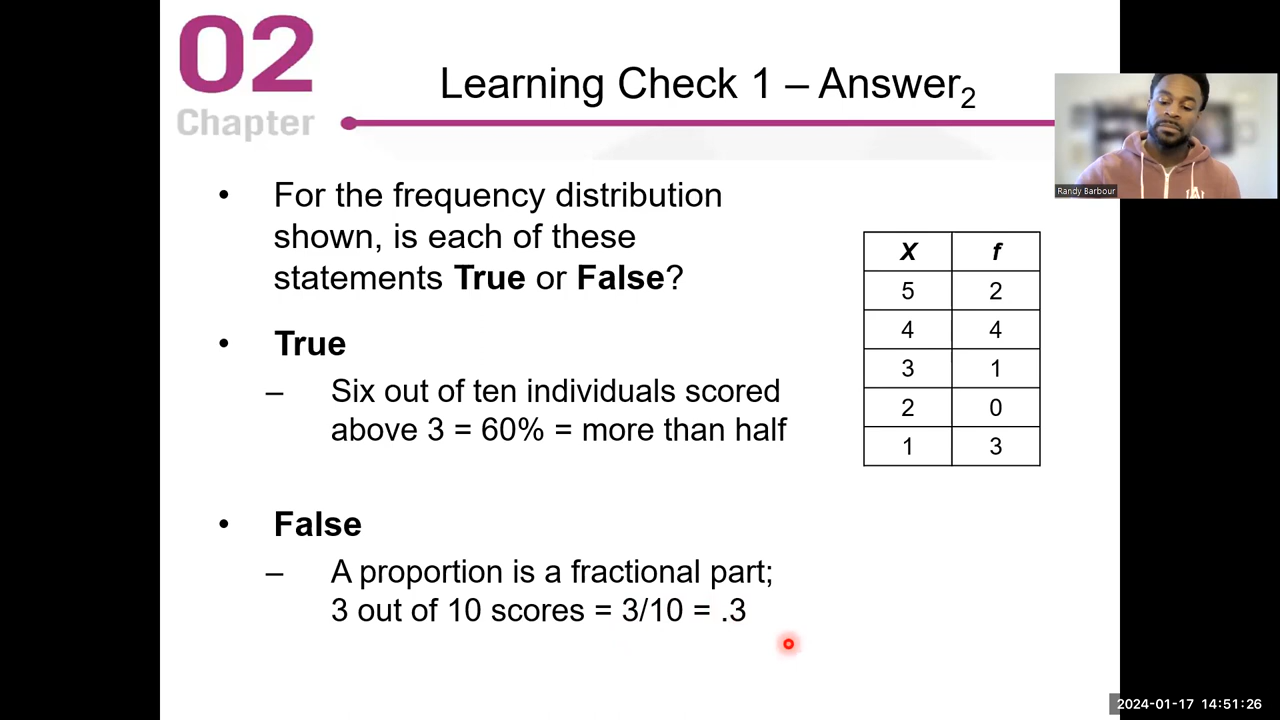 02
Chapter
Learning Check 1 – Answer2
Randy Barbour
• For the frequency distribution
shown, is each of these
statements True or False?
• True
– Six out of ten individuals scored
above 3 = 60% = more than half
• False
– A proportion is a fractional part;
3 out of 10 scores = 3/10 = .3
X f
5 2
4 4
3 1
2 0
1 3
2024-01-17 14:51:26